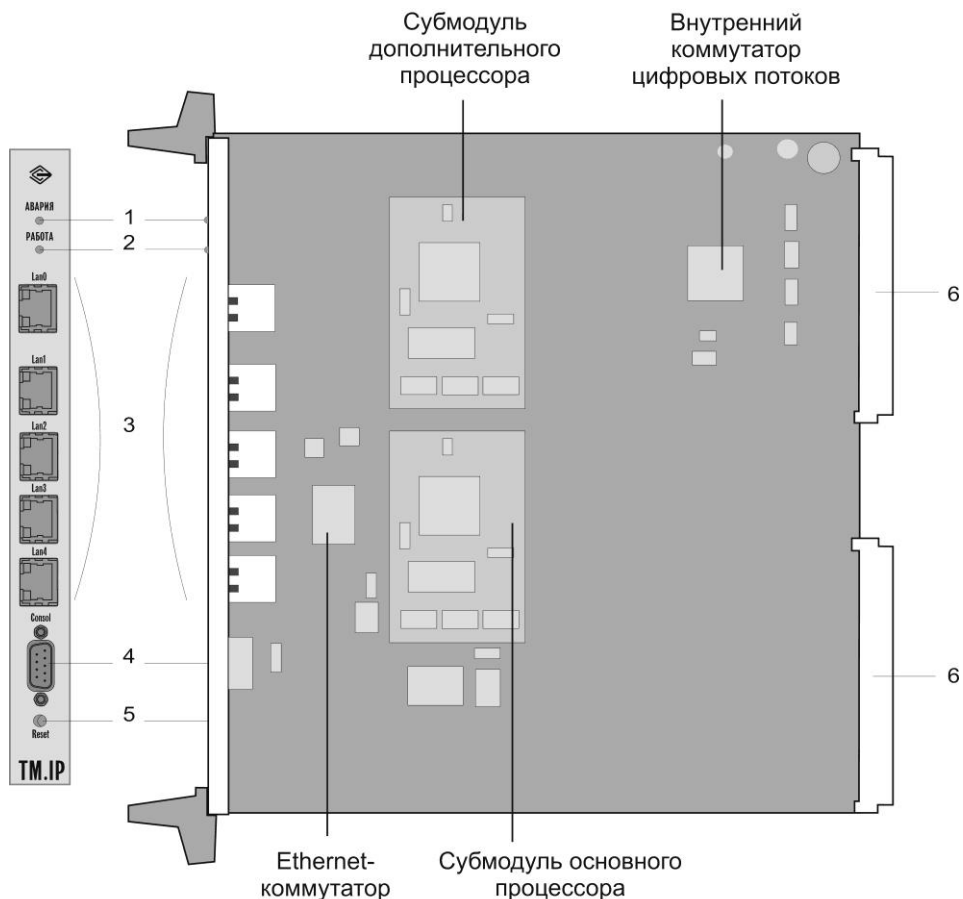 Субмодуль
дополнительного
процессора
Внутренний
коммутатор
цифровых потоков
АВАРИЯ
1
РАБОТА
2
Lan0
6
Lan1
3
Lan2
Lan3
Lan4
Consol
4
6
5
Reset
TM.IP
Ethernet-
коммутатор
Субмодуль основного
процессора